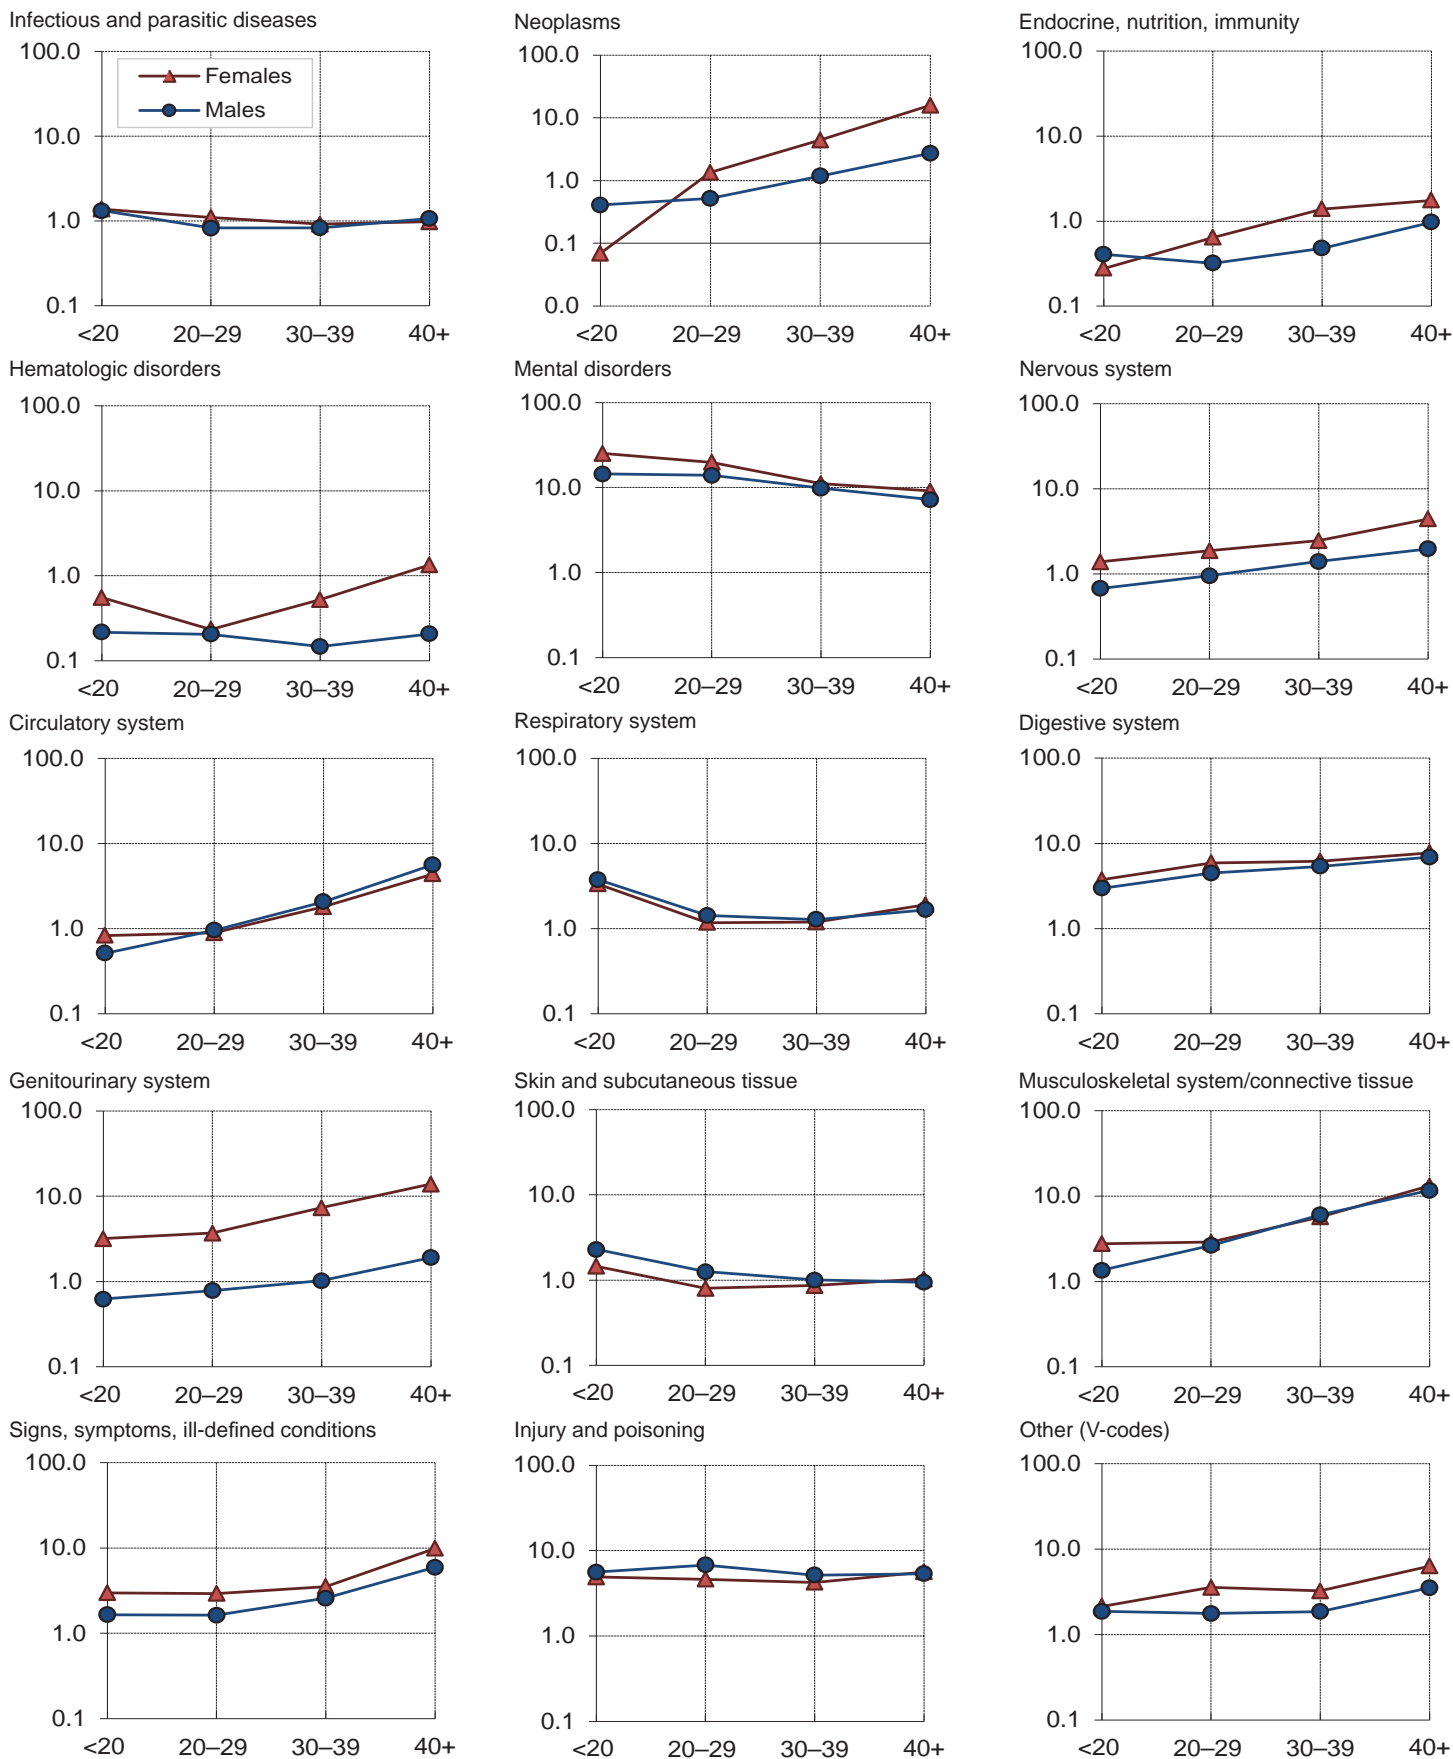 Infectious and parasitic diseases
100.0
10.0
1.0
0.1
Females
Males
<20 20–29 30–39 40+
Neoplasms
100.0
10.0
1.0
0.1
0.0
<20 20–29 30–39 40+
Endocrine, nutrition, immunity
100.0
10.0
1.0
0.1
<20 20–29 30–39 40+
Hematologic disorders
100.0
10.0
1.0
0.1
<20 20–29 30–39 40+
Mental disorders
100.0
10.0
1.0
0.1
<20 20–29 30–39 40+
Nervous system
100.0
10.0
1.0
0.1
<20 20–29 30–39 40+
Circulatory system
100.0
10.0
1.0
0.1
<20 20–29 30–39 40+
Respiratory system
100.0
10.0
1.0
0.1
<20 20–29 30–39 40+
Digestive system
100.0
10.0
1.0
0.1
<20 20–29 30–39 40+
Genitourinary system
100.0
10.0
1.0
0.1
<20 20–29 30–39 40+
Skin and subcutaneous tissue
100.0
10.0
1.0
0.1
<20 20–29 30–39 40+
Musculoskeletal system/connective tissue
100.0
10.0
1.0
0.1
<20 20–29 30–39 40+
Signs, symptoms, ill-defined conditions
100.0
10.0
1.0
0.1
<20 20–29 30–39 40+
Injury and poisoning
100.0
10.0
1.0
0.1
<20 20–29 30–39 40+
Other (V-codes)
100.0
10.0
1.0
0.1
<20 20–29 30–39 40+